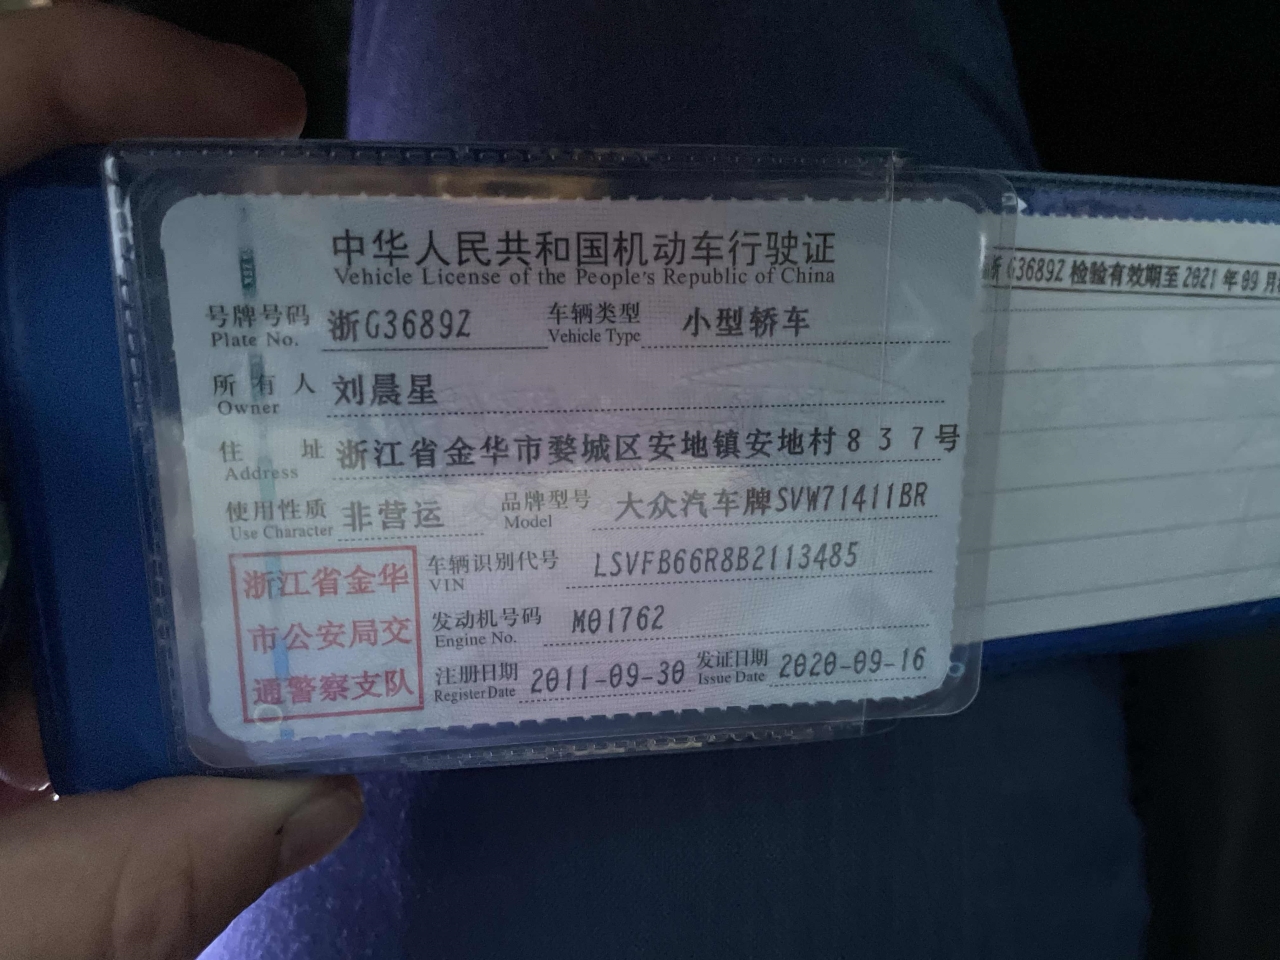 中华人民共和国机动车行驶证
Vehicle License of the People's Republic of China
号牌号码 浙G3689Z 车辆类型 小型轿车
Plate No. Vehicle Type
所有人 刘晨星
Owner
住址 浙江省金华市婺城区安地镇安地村837号
Address
使用性质 非营运 品牌型号 大众汽车牌SVW71411BR
Use Character Model
车辆识别代号 LSVFB66R8B2113485
VIN
发动机号码 M01762
Engine No.
注册日期 2011-09-30 发证日期 2020-09-16
Register Date Issue Date
浙江省金华
市公安局交
通警察支队
浙G3689Z 检验有效期至 2021 年 09 月